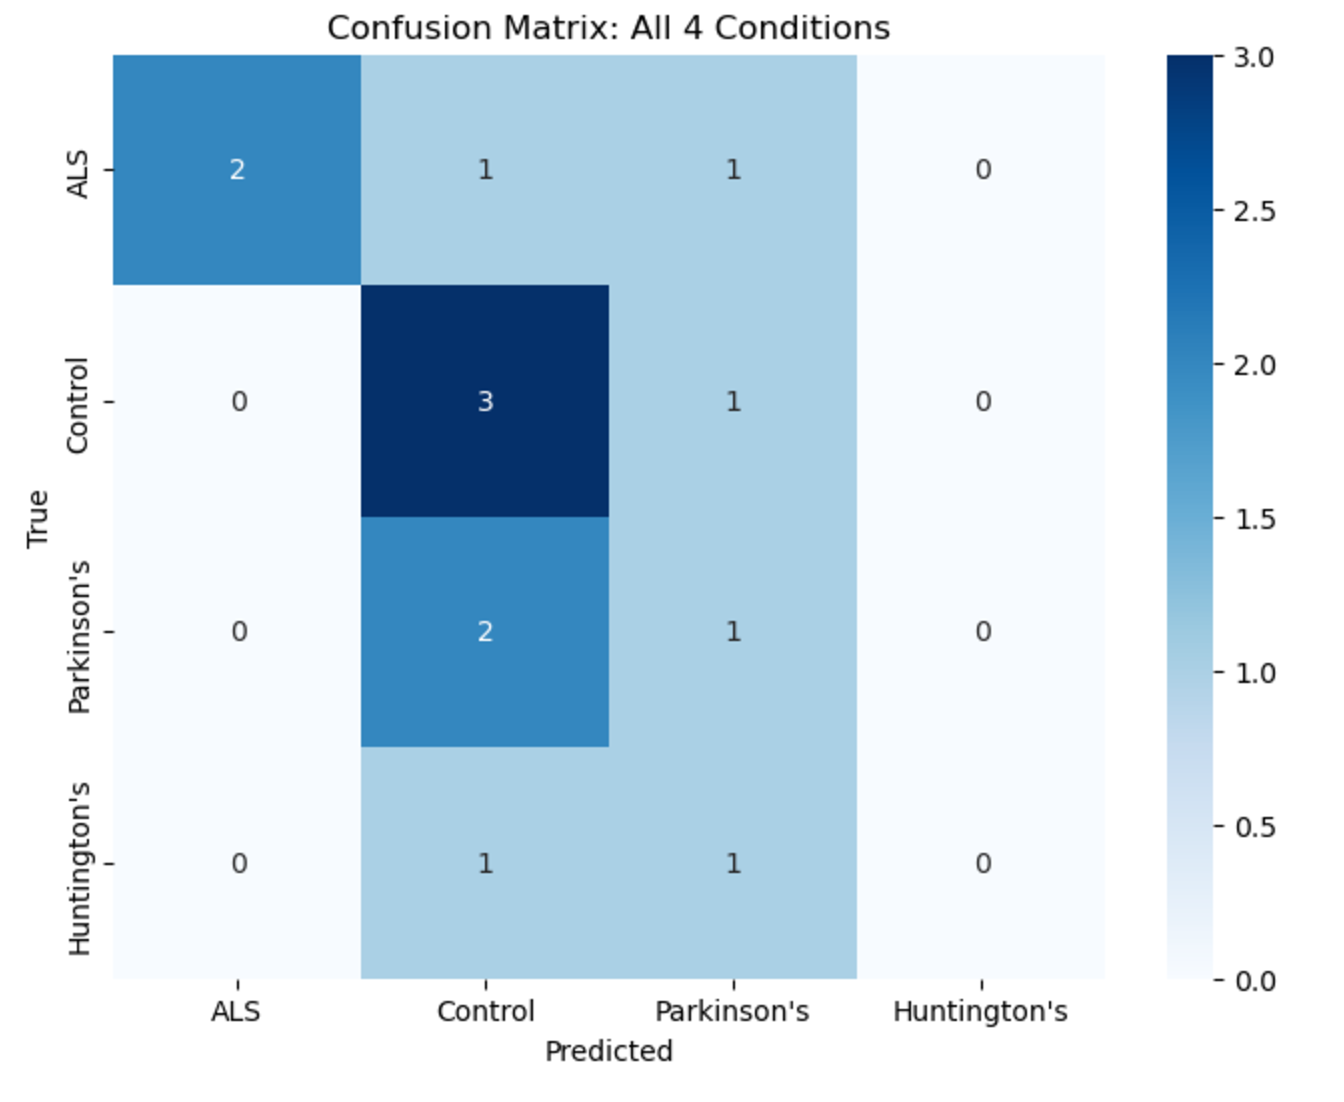 Confusion Matrix: All 4 Conditions
ALS 2 1 1 0
Control 0 3 1 0
Parkinson's 0 2 1 0
Huntington's 0 1 1 0
True
ALS Control Parkinson's Huntington's
Predicted
3.0
2.5
2.0
1.5
1.0
0.5
0.0